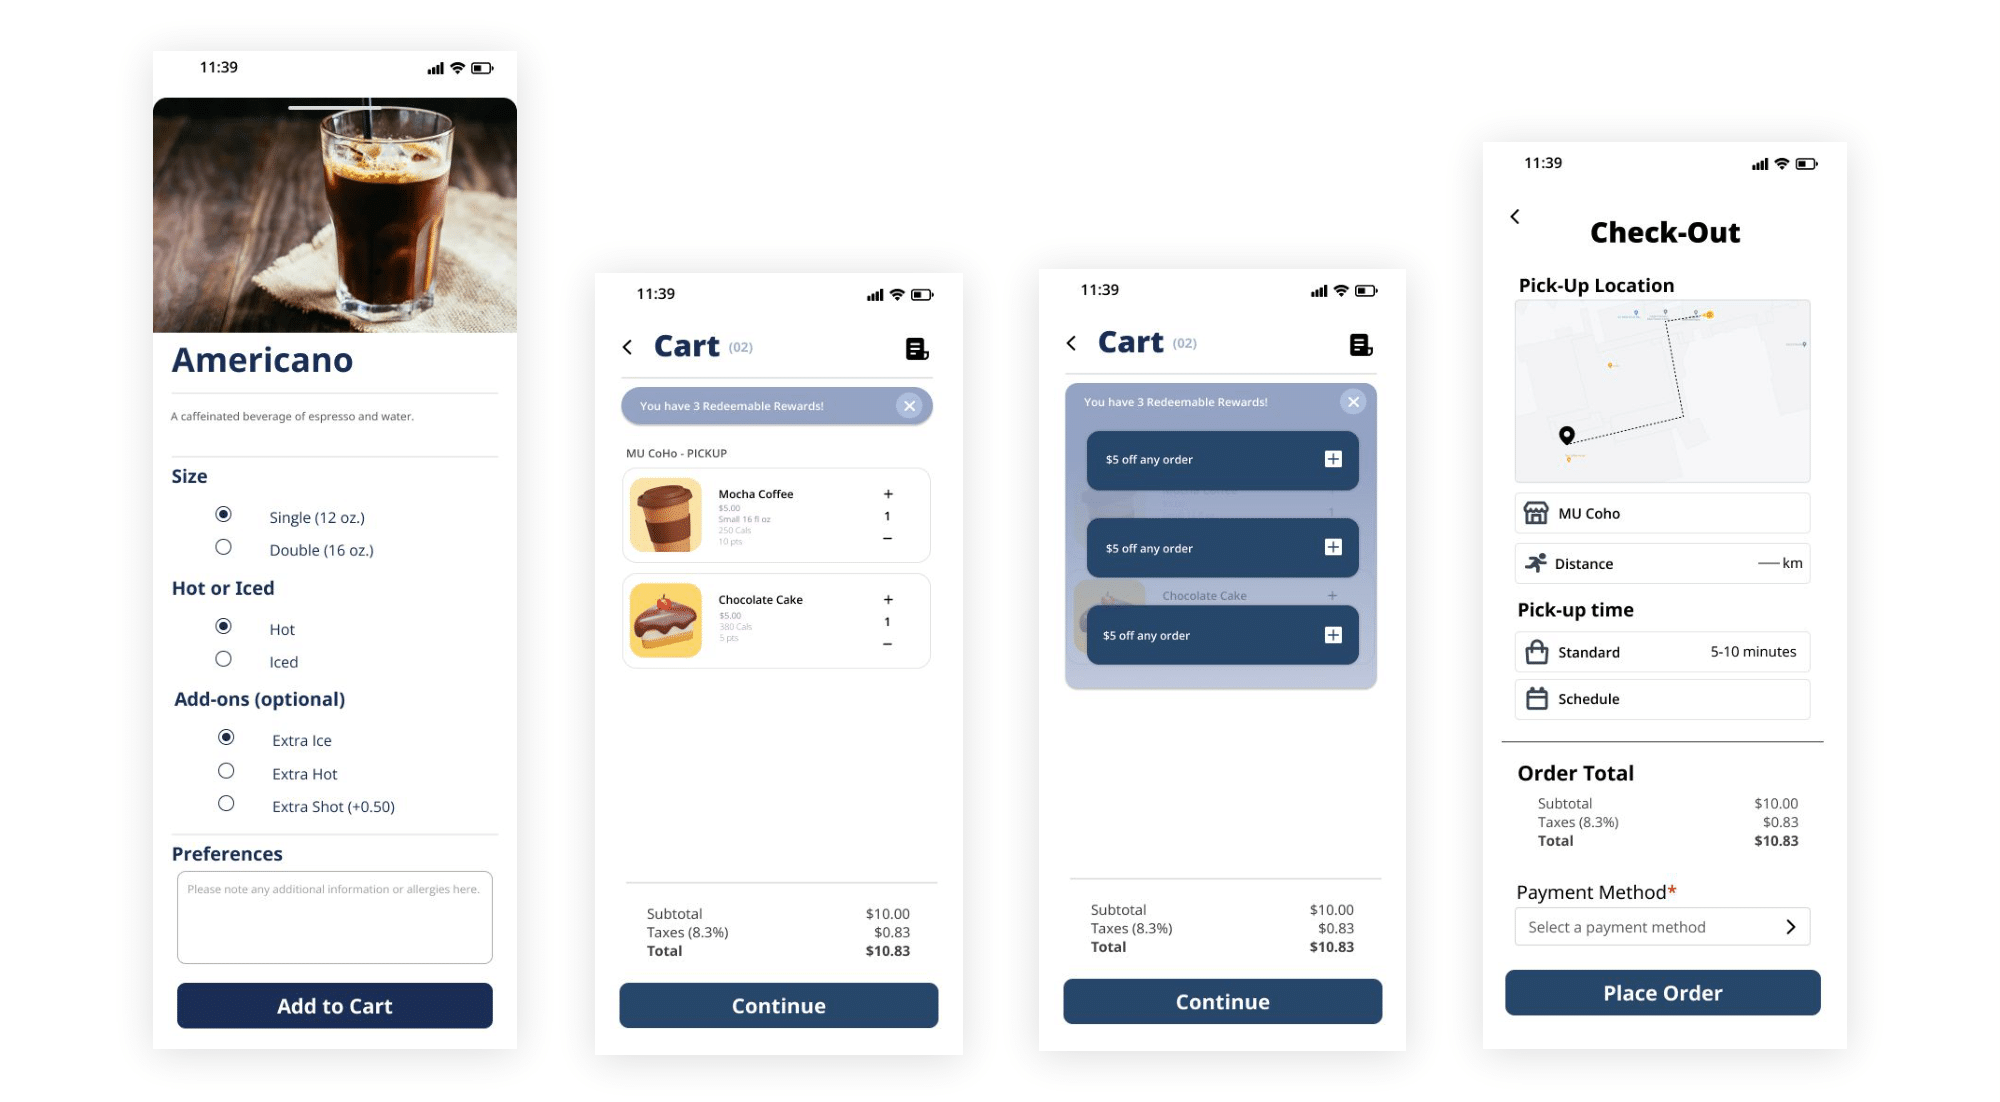 11:39
Americano
A caffeinated beverage of espresso and water.
Size
Single (12 oz.)
Double (16 oz.)
Hot or Iced
Hot
Iced
Add-ons (optional)
Extra Ice
Extra Hot
Extra Shot (+0.50)
Preferences
Please note any additional information or allergies here.
Add to Cart
11:39
Cart (02)
You have 3 Redeemable Rewards!
MU CoHo - PICKUP
Mocha Coffee
$5.00
Small 16 fl oz
250 Cals
10 pts
+
1
−
Chocolate Cake
$5.00
380 Cals
5 pts
+
1
−
Subtotal $10.00
Taxes (8.3%) $0.83
Total $10.83
Continue
11:39
Cart (02)
You have 3 Redeemable Rewards!
$5 off any order
Mocha Coffee
1
$5 off any order
Chocolate Cake +
$5 off any order
Subtotal $10.00
Taxes (8.3%) $0.83
Total $10.83
Continue
11:39
Check-Out
Pick-Up Location
MU Coho
Distance — km
Pick-up time
Standard 5-10 minutes
Schedule
Order Total
Subtotal $10.00
Taxes (8.3%) $0.83
Total $10.83
Payment Method*
Select a payment method
Place Order